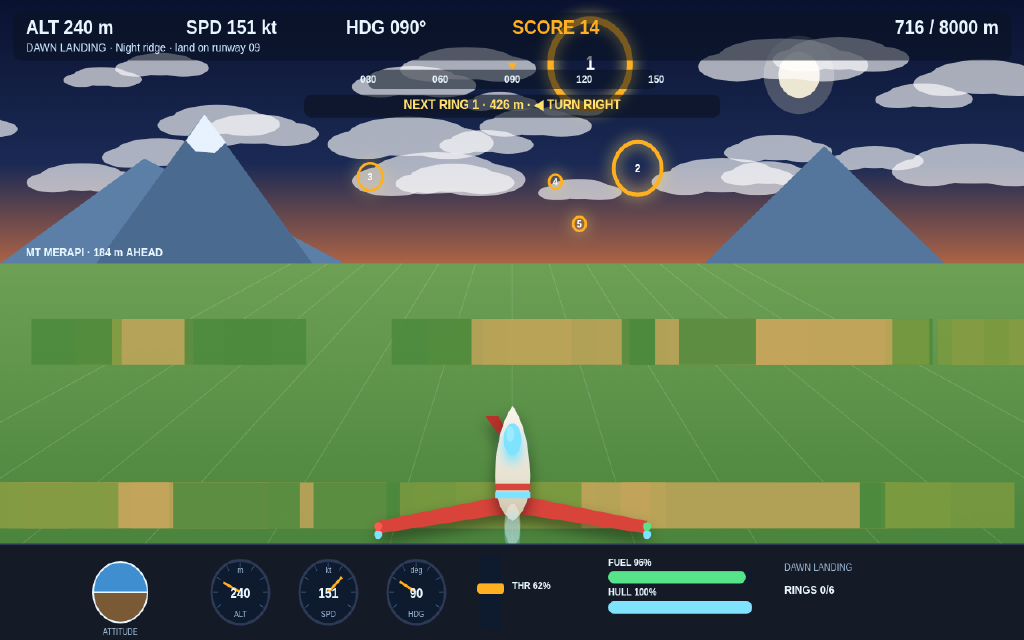 ALT 240 m SPD 151 kt HDG 090° SCORE 14 716 / 8000 m
DAWN LANDING · Night ridge · land on runway 09
1
030 060 090 120 150
NEXT RING 1 · 426 m · ◀ TURN RIGHT
2
3
4
5
MT MERAPI · 184 m AHEAD
m kt deg
240 151 90
ALT SPD HDG
ATTITUDE
THR 62%
FUEL 96%
HULL 100%
DAWN LANDING
RINGS 0/6